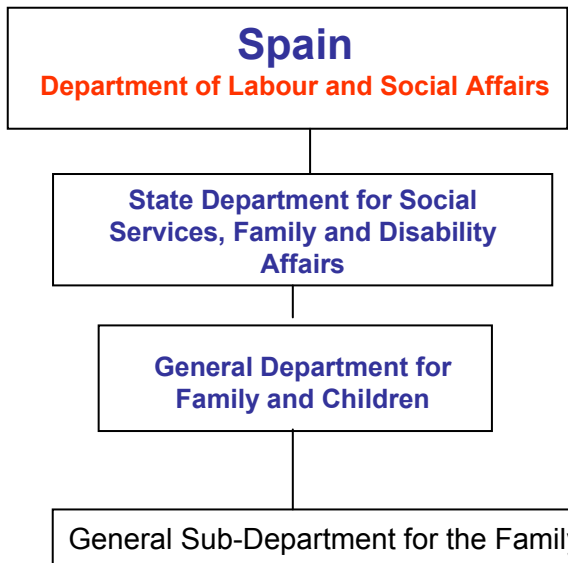 Spain
Department of Labour and Social Affairs
State Department for Social
Services, Family and Disability
Affairs
General Department for
Family and Children
General Sub-Department for the Family